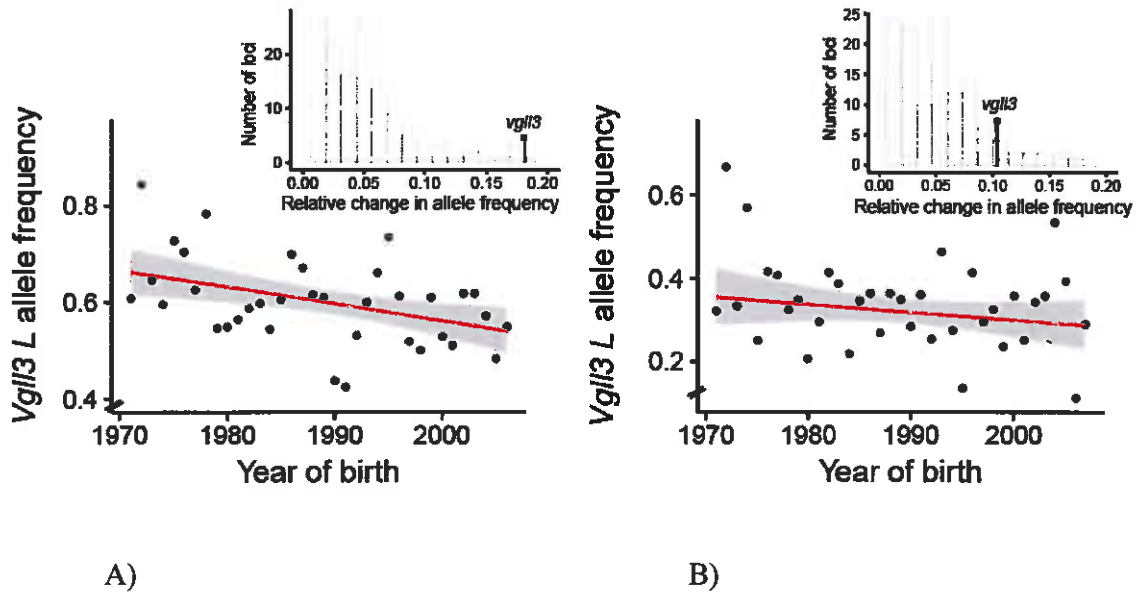 Number of loci
20
10
0
vgll3
0.00 0.05 0.10 0.15 0.20
Relative change in allele frequency
Vgll3 L allele frequency
0.8
0.6
0.4
1970 1980 1990 2000
Year of birth
A)
Number of loci
25
20
15
10
5
0
vgll3
0.00 0.05 0.10 0.15 0.20
Relative change in allele frequency
Vgll3 L allele frequency
0.6
0.4
0.2
1970 1980 1990 2000
Year of birth
B)